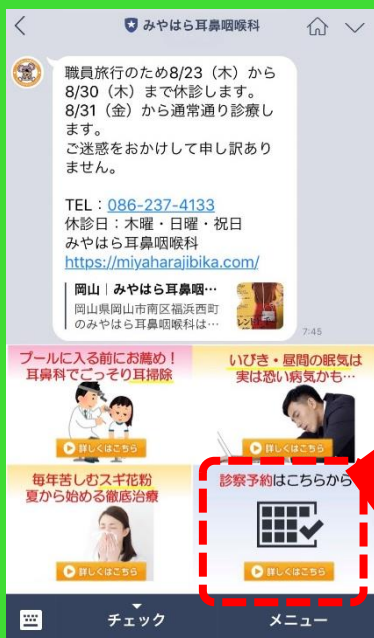 みやはら耳鼻咽喉科
職員旅行のため8/23（木）から
8/30（木）まで休診します。
8/31（金）から通常通り診療し
ます。
ご迷惑をおかけして申し訳あり
ません。
TEL：086-237-4133
休診日：木曜・日曜・祝日
みやはら耳鼻咽喉科
https://miyaharajibika.com/
岡山｜みやはら耳鼻咽…
岡山県岡山市南区福浜西町
のみやはら耳鼻咽喉科は…
7:45
プールに入る前にお薦め！
耳鼻科でごっそり耳掃除
詳しくはこちら
いびき・昼間の眠気は
実は恐い病気かも…
詳しくはこちら
毎年苦しむスギ花粉
夏から始める徹底治療
詳しくはこちら
診察予約はこちらから
詳しくはこちら
チェック
メニュー